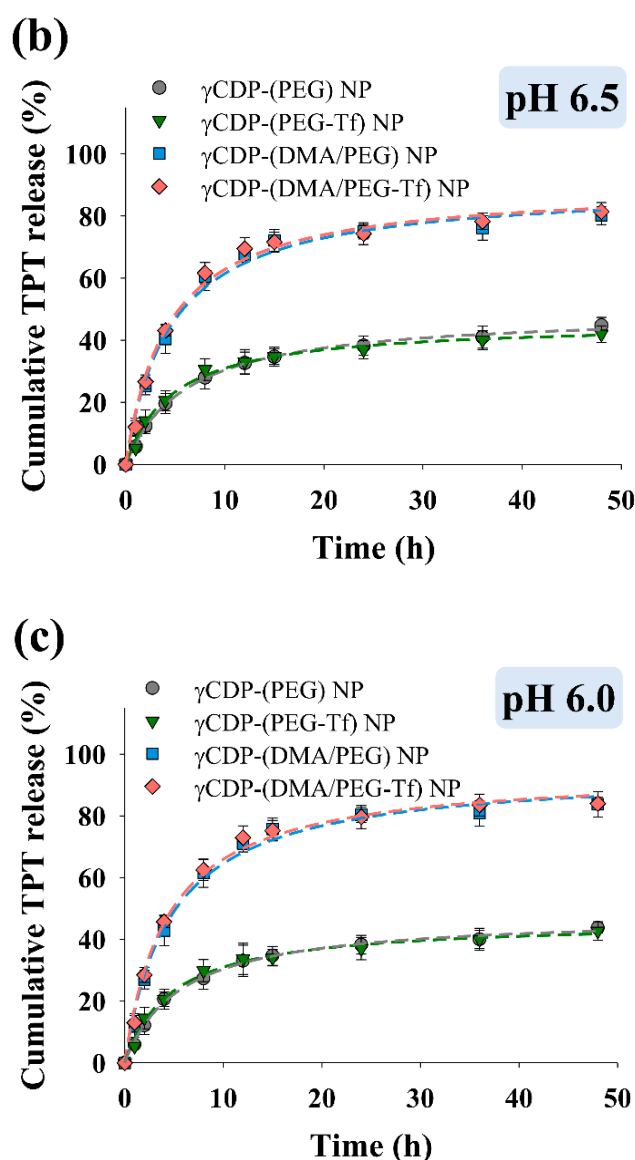 (b)
γCDP-(PEG) NP
γCDP-(PEG-Tf) NP
γCDP-(DMA/PEG) NP
γCDP-(DMA/PEG-Tf) NP
pH 6.5
Cumulative TPT release (%)
100
80
60
40
20
0
0 10 20 30 40 50
Time (h)
(c)
γCDP-(PEG) NP
γCDP-(PEG-Tf) NP
γCDP-(DMA/PEG) NP
γCDP-(DMA/PEG-Tf) NP
pH 6.0
Cumulative TPT release (%)
100
80
60
40
20
0
0 10 20 30 40 50
Time (h)